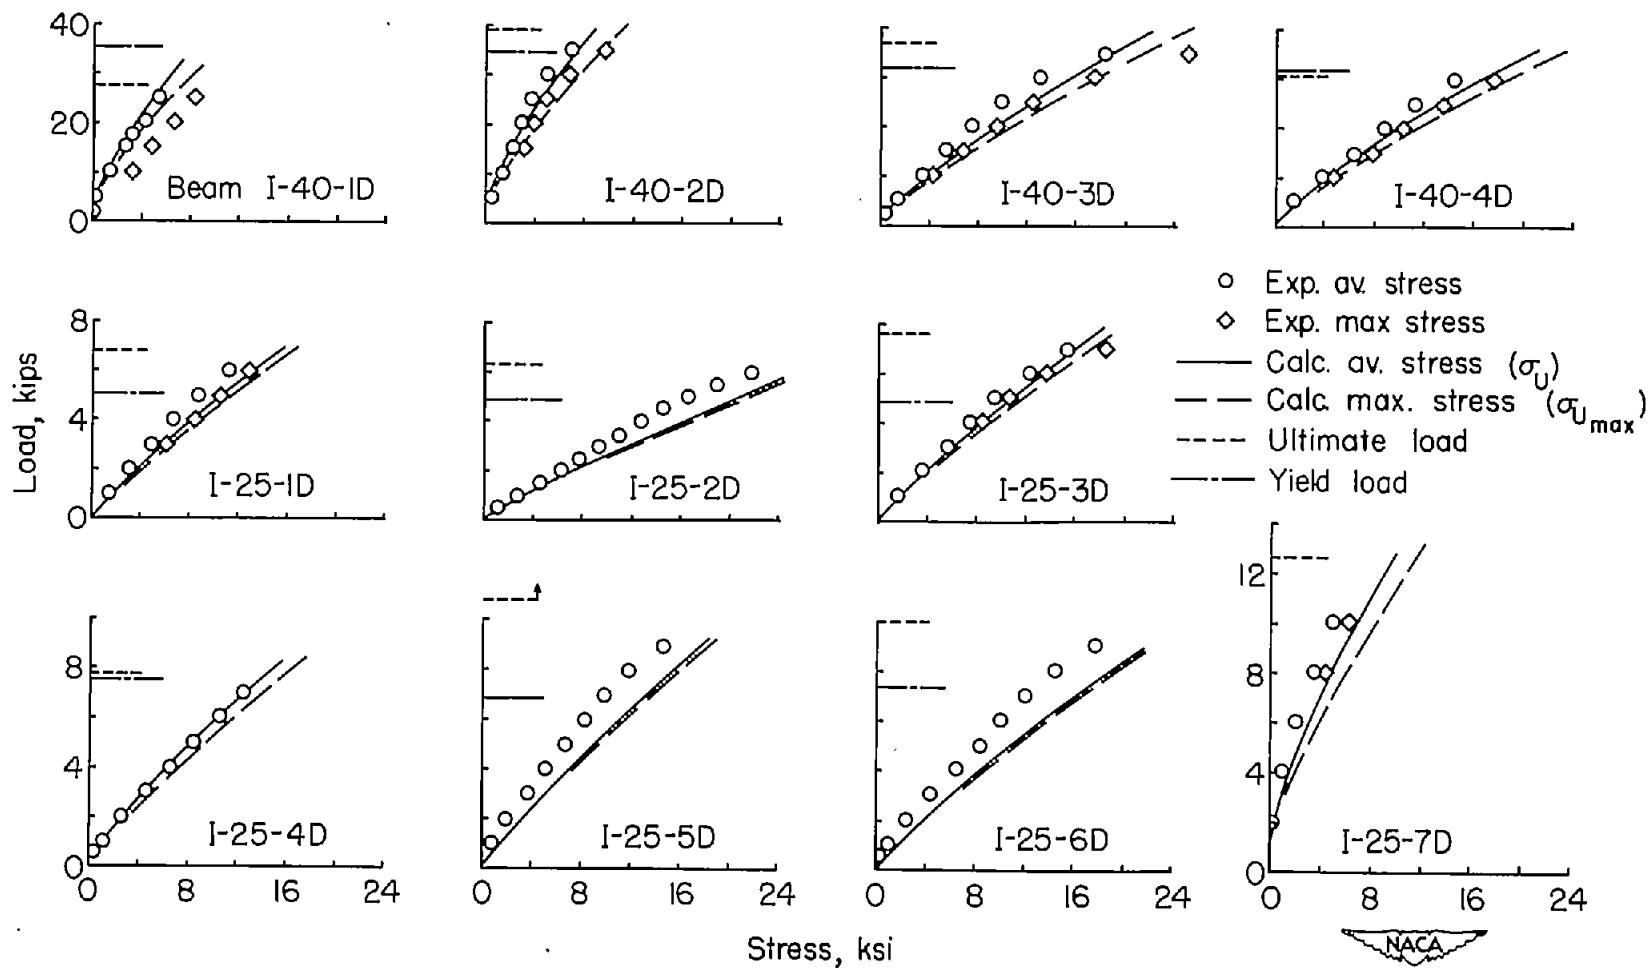 40
20
0
Beam I-40-1D
I-40-2D
I-40-3D
I-40-4D
Exp. av. stress
Exp. max stress
Calc. av. stress (σU)
Calc. max. stress (σUmax)
Ultimate load
Yield load
Load, kips
8
4
0
I-25-1D
I-25-2D
I-25-3D
8
4
0
I-25-4D
I-25-5D
I-25-6D
12
8
4
0
I-25-7D
0 8 16 24
0 8 16 24
0 8 16 24
0 8 16 24
Stress, ksi
NACA